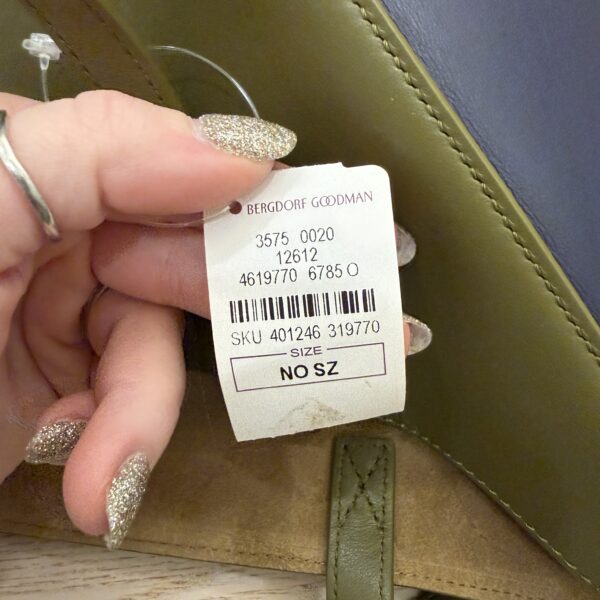 BERGDORF GOODMAN
3575 0020
12612
4619770 6785 O
SKU 401246 319770
SIZE
NO SZ